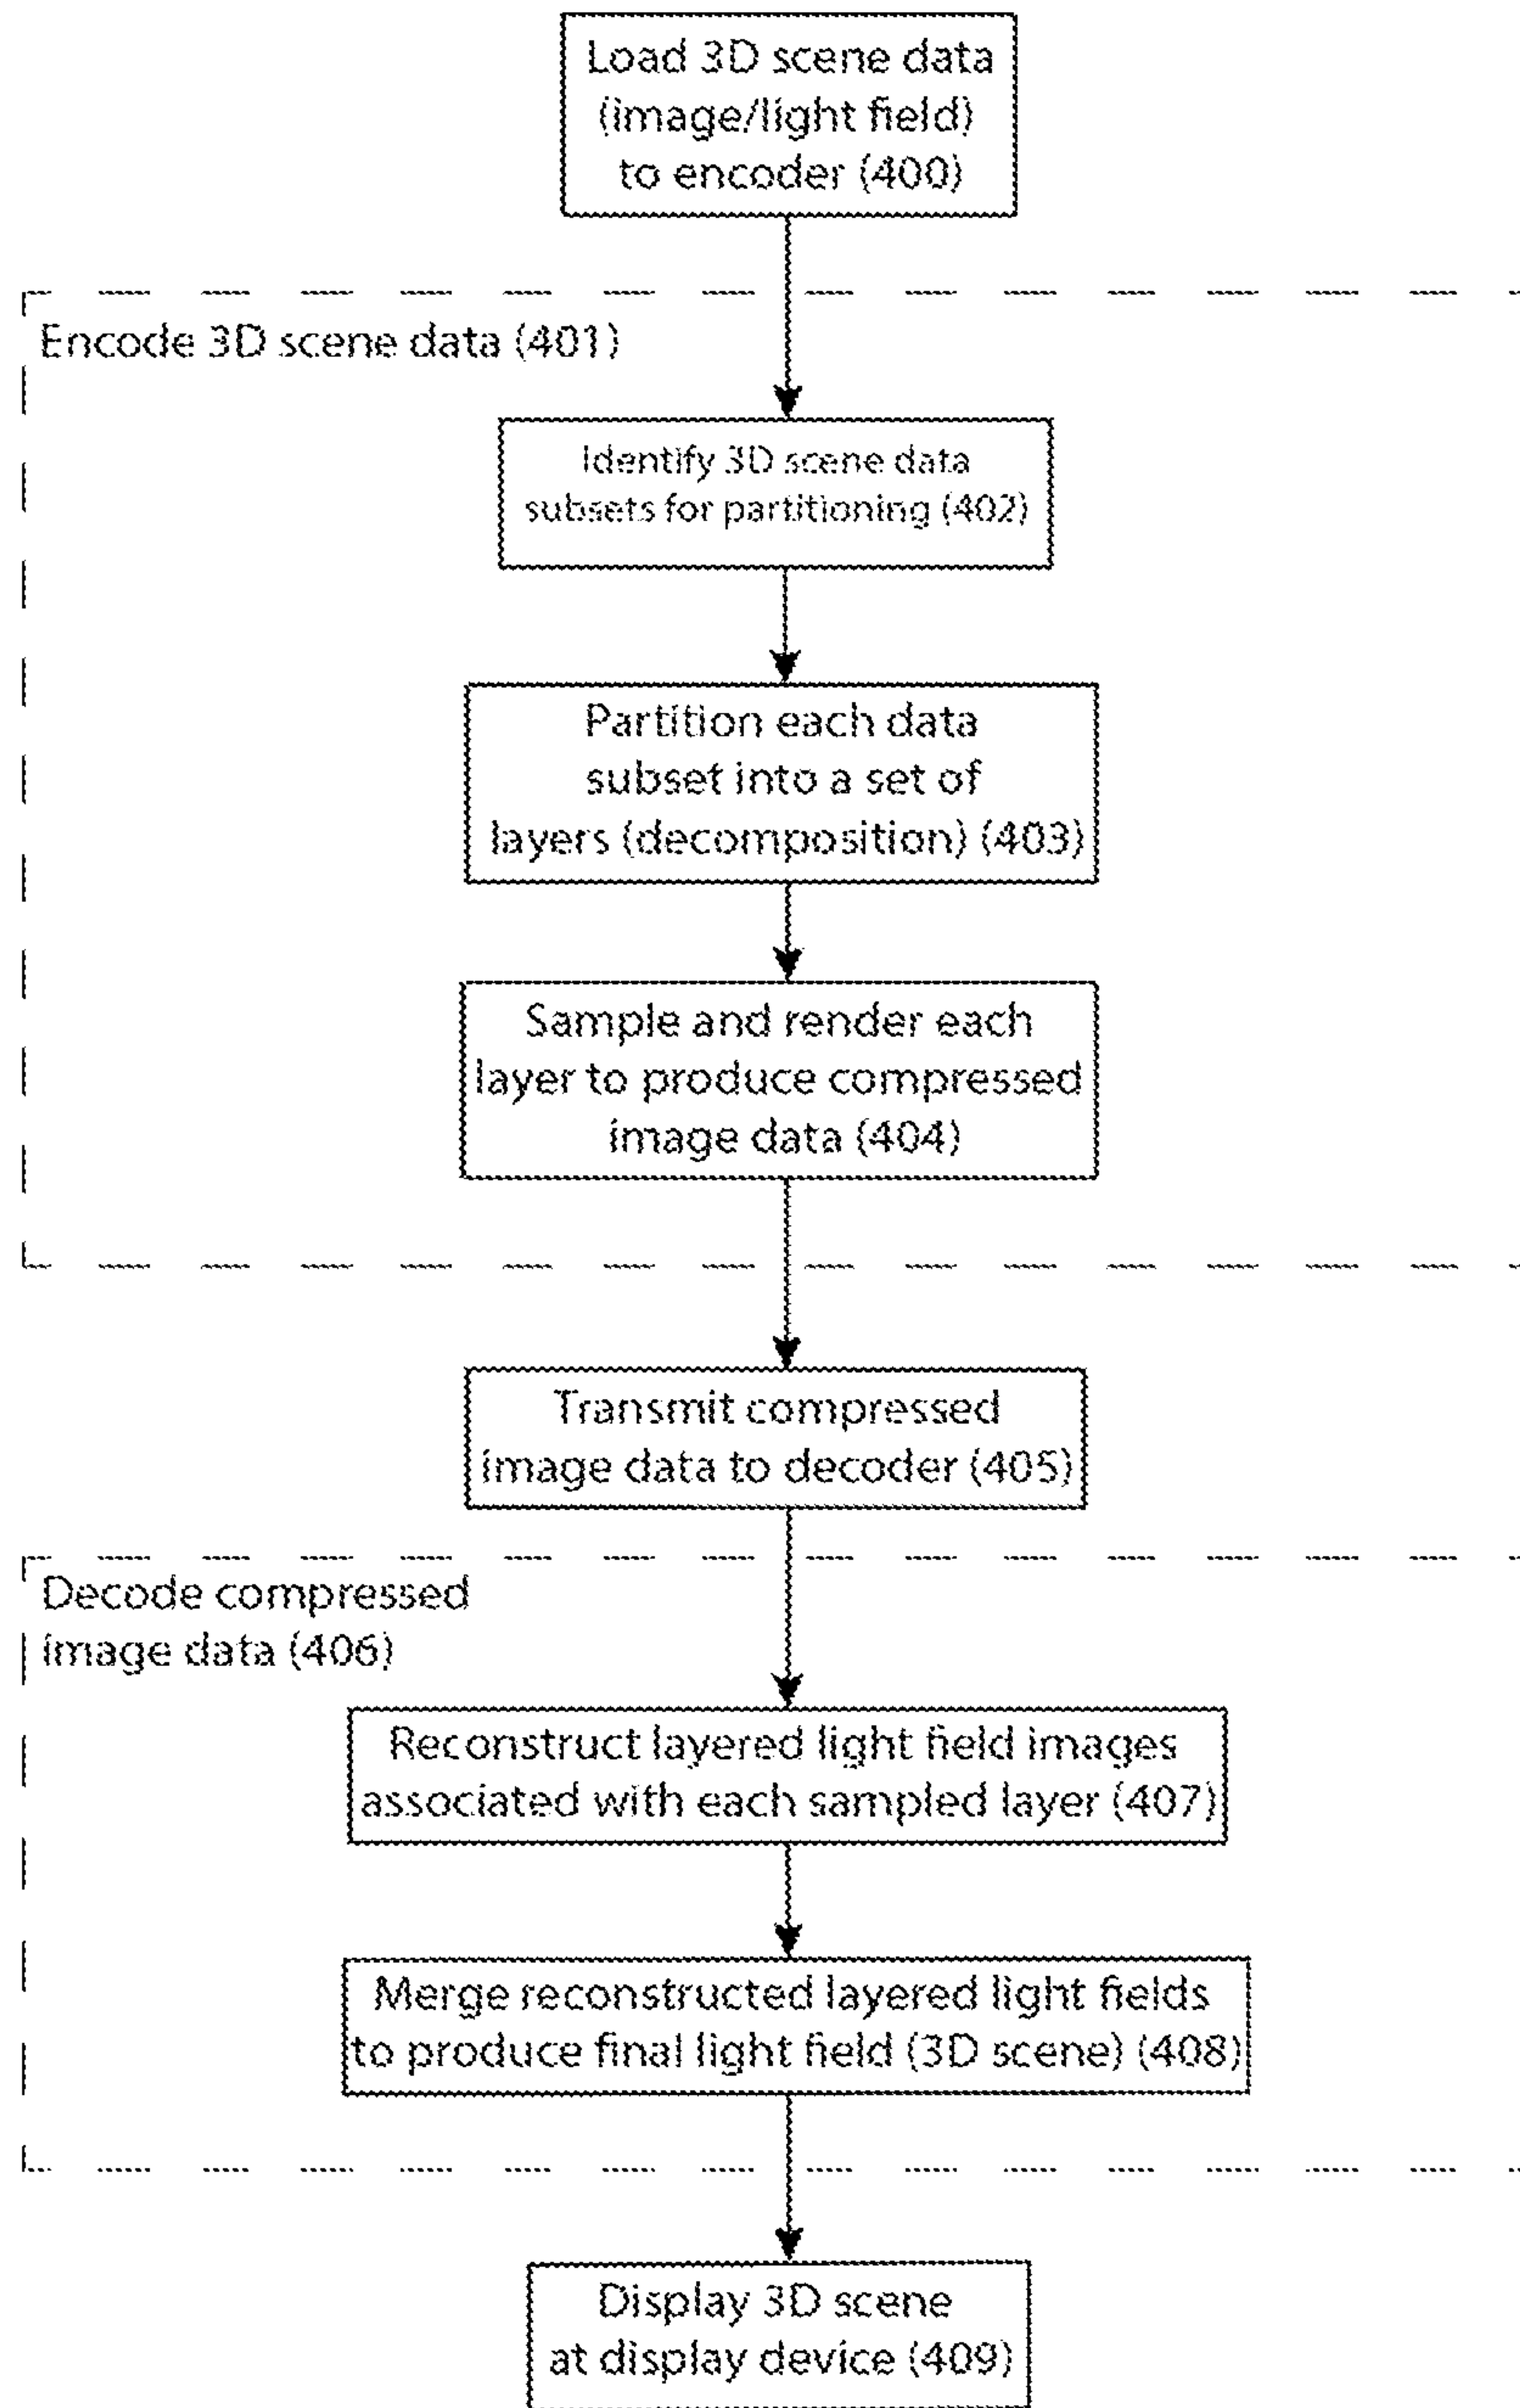 Load 3D scene data
(image/light field)
to encoder (400)
Encode 3D scene data (401)
Identify 3D scene data
subsets for partitioning (402)
Partition each data
subset into a set of
layers (decomposition) (403)
Sample and render each
layer to produce compressed
image data (404)
Transmit compressed
image data to decoder (405)
Decode compressed
image data (406)
Reconstruct layered light field images
associated with each sampled layer (407)
Merge reconstructed layered light fields
to produce final light field (3D scene) (408)
Display 3D scene
at display device (409)